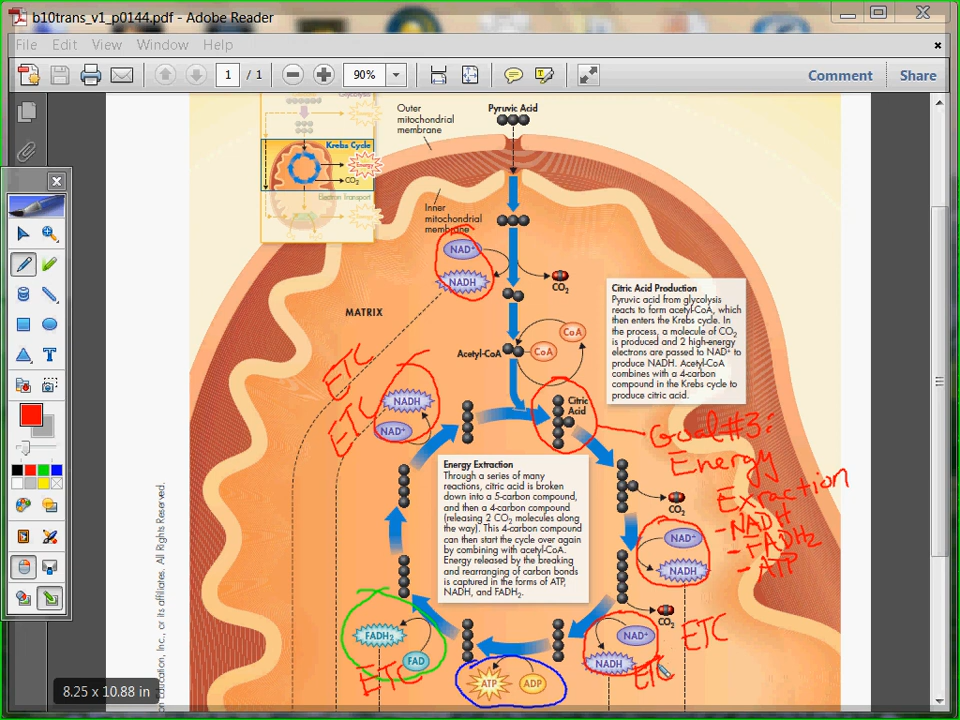 b10trans_v1_p0144.pdf - Adobe Reader
File Edit View Window Help
1 / 1 90% Comment Share
Glycolysis
Krebs Cycle
Energy
CO2
Electron Transport
Outer
mitochondrial
membrane
Pyruvic Acid
Inner
mitochondrial
membrane
NAD+
NADH
CO2
MATRIX
Citric Acid Production
Pyruvic acid from glycolysis
reacts to form acetyl-CoA, which
then enters the Krebs cycle. In
the process, a molecule of CO2
is produced and 2 high-energy
electrons are passed to NAD+ to
produce NADH. Acetyl-CoA
combines with a 4-carbon
compound in the Krebs cycle to
produce citric acid.
CoA
Acetyl-CoA
CoA
ETC
ETC
NADH
NAD+
Citric
Acid
Goal #3:
Energy
Exraction
- NADH
- FADH2
- ATP
Energy Extraction
Through a series of many
reactions, citric acid is broken
down into a 5-carbon compound,
and then a 4-carbon compound
(releasing 2 CO2 molecules along
the way). This 4-carbon compound
can then start the cycle over again
by combining with acetyl-CoA.
Energy released by the breaking
and rearranging of carbon bonds
is captured in the forms of ATP,
NADH, and FADH2.
CO2
NAD+
NADH
CO2
NAD+
NADH
ETC
ETC
FADH2
FAD
ETC
ATP
ADP
on education, Inc., or its affiliates. All Rights Reserved.
8.25 x 10.88 in